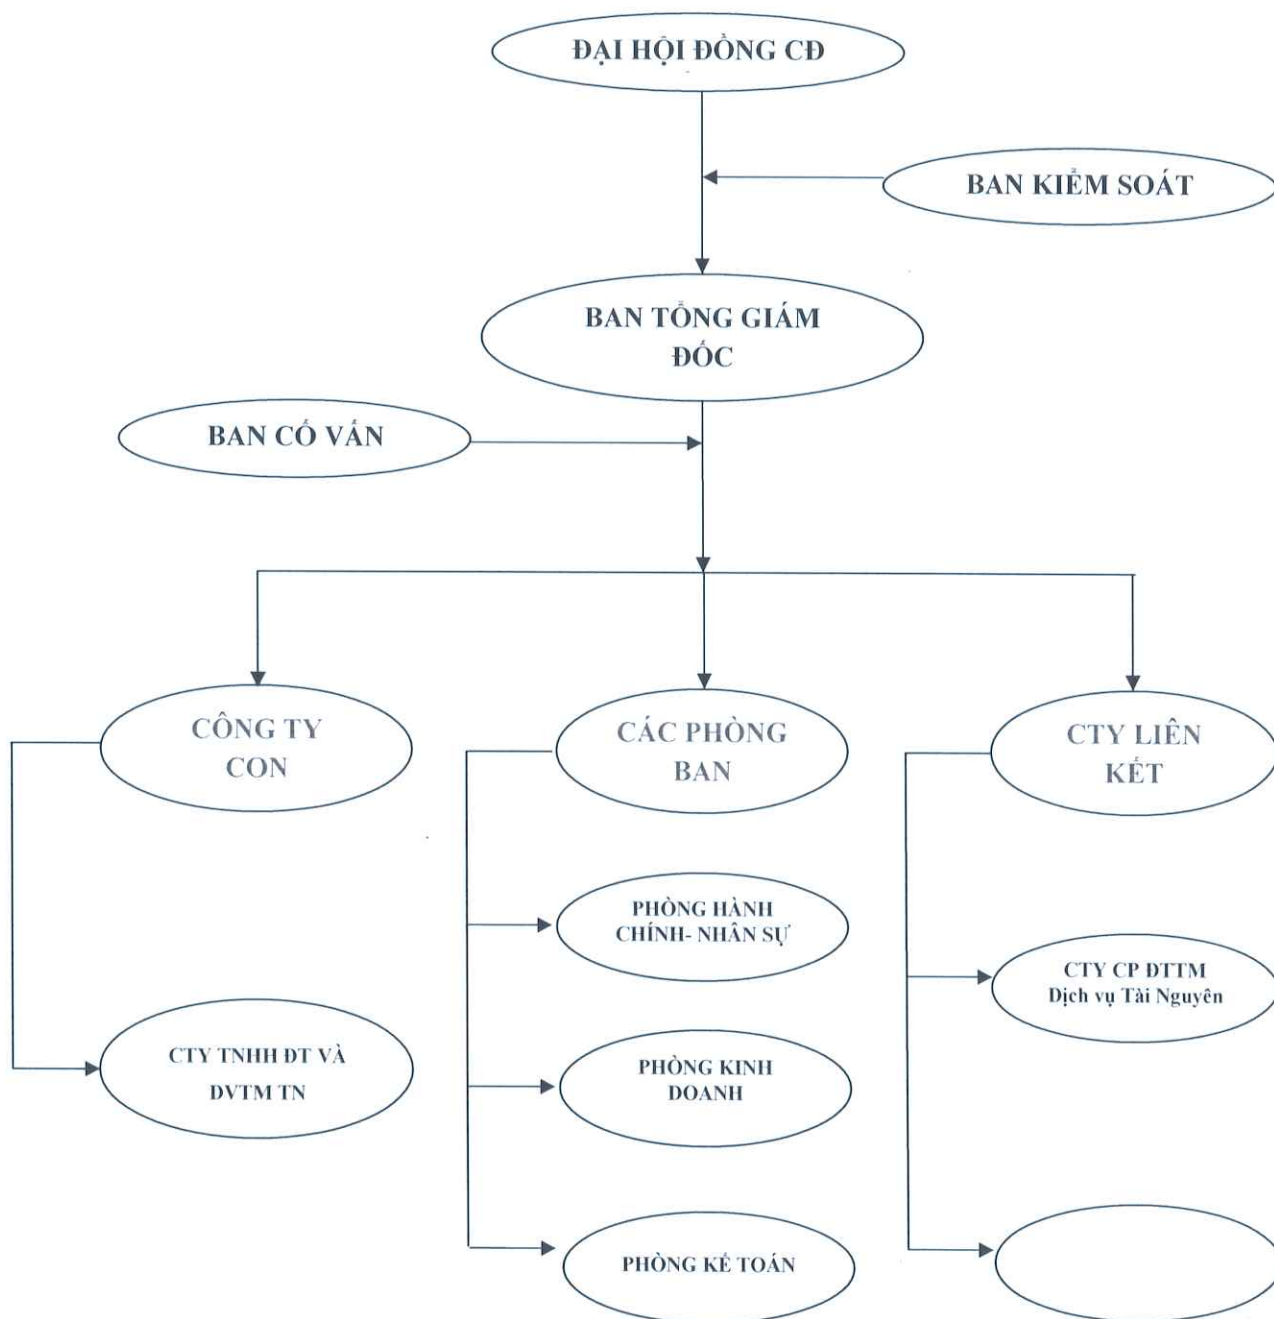 ĐẠI HỘI ĐỒNG CĐ
BAN KIỂM SOÁT
BAN TỔNG GIÁM
ĐỐC
BAN CỐ VẤN
CÔNG TY
CON
CÁC PHÒNG
BAN
CTY LIÊN
KẾT
PHÒNG HÀNH
CHÍNH- NHÂN SỰ
CTY CP ĐTTM
Dịch vụ Tài Nguyên
CTY TNHH ĐT VÀ
DVTM TN
PHÒNG KINH
DOANH
PHÒNG KẾ TOÁN